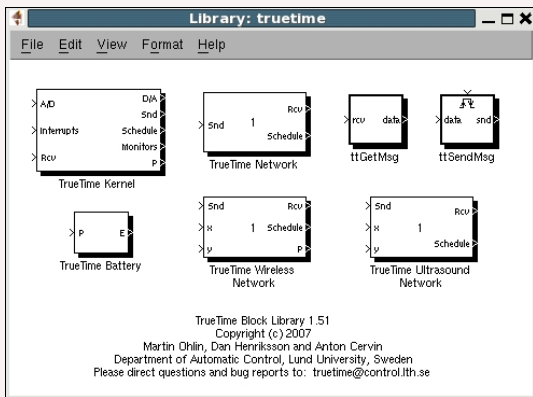 Library: truetime
File Edit View Format Help
A/D
Interrupts
Rcv
D/A
Snd
Schedule
Monitors
P
TrueTime Kernel
Snd
1
Rcv
Schedule
TrueTime Network
rcv data
ttGetMsg
data snd
ttSendMsg
P E
TrueTime Battery
Snd
x
y
1
Rcv
Schedule
P
TrueTime Wireless
Network
Snd
x
y
1
Rcv
Schedule
TrueTime Ultrasound
Network
TrueTime Block Library 1.51
Copyright (c) 2007
Martin Ohlin, Dan Henriksson and Anton Cervin
Department of Automatic Control, Lund University, Sweden
Please direct questions and bug reports to: truetime@control.lth.se